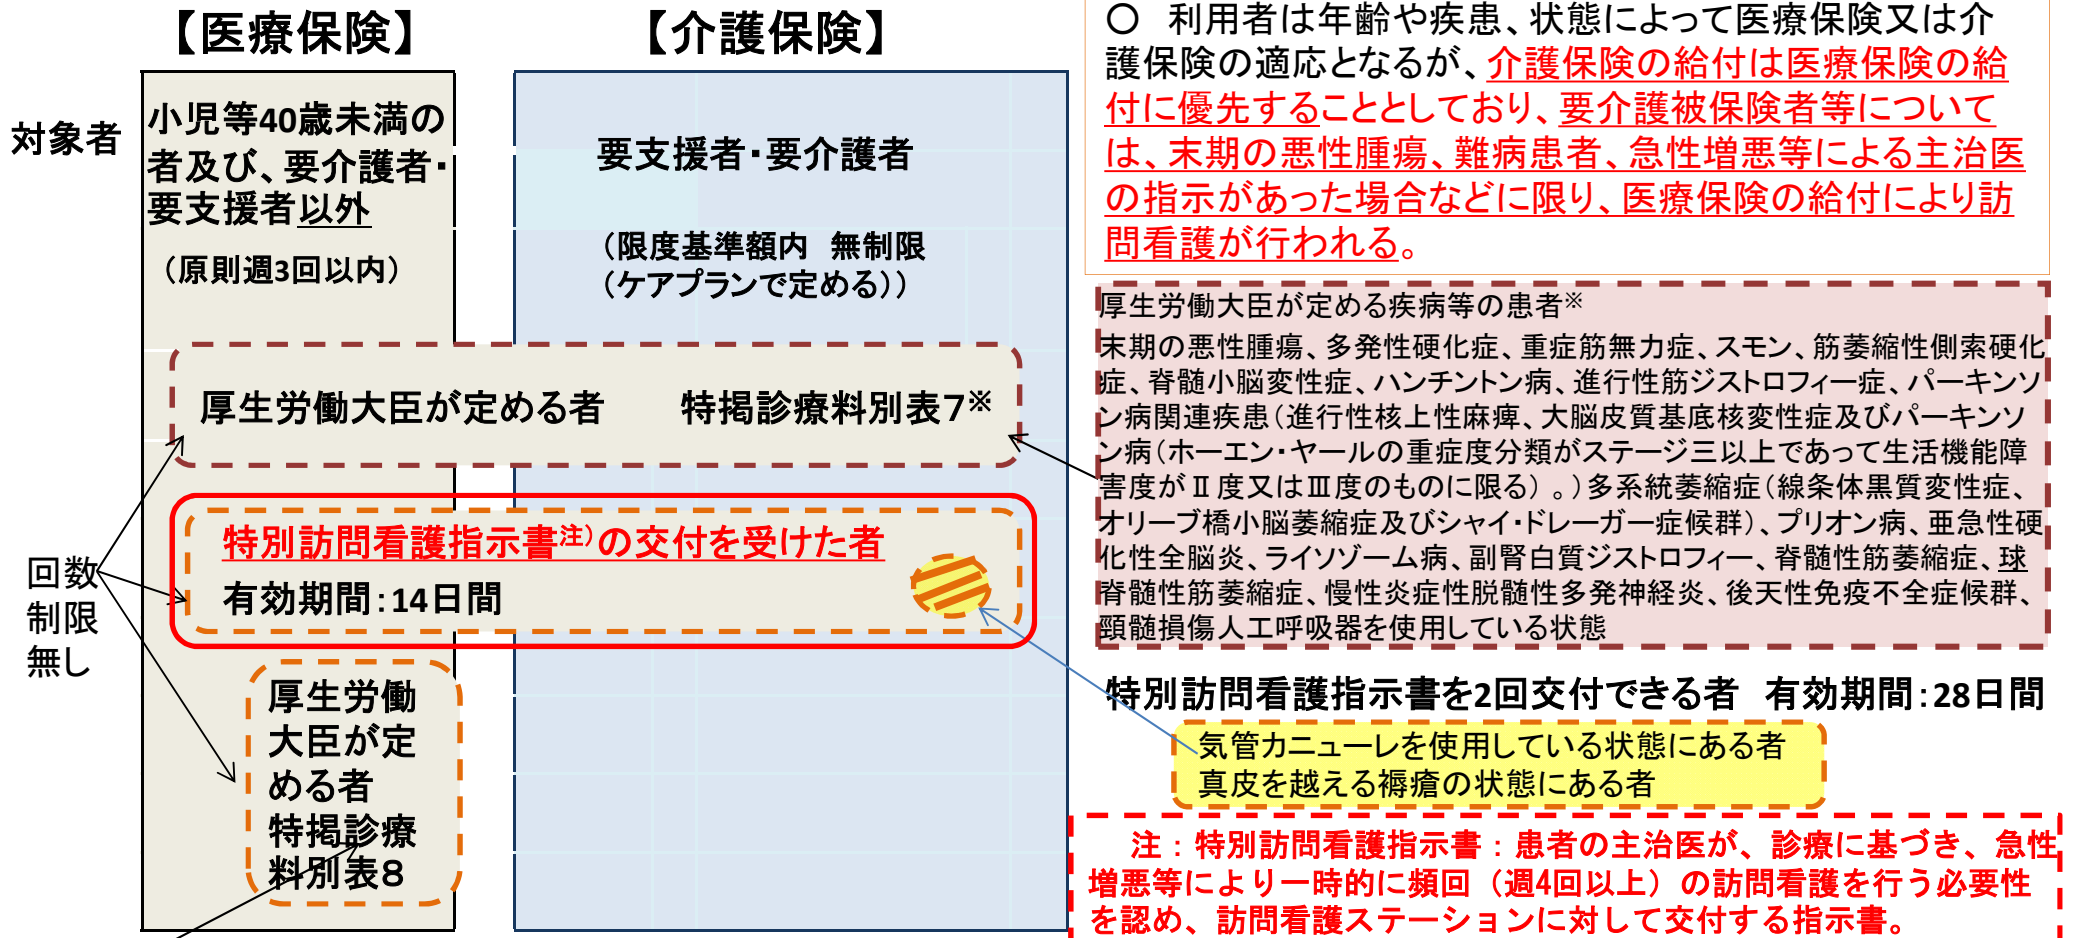 【医療保険】
【介護保険】
対象者
小児等40歳未満の
者及び、要介護者・
要支援者以外
（原則週3回以内）
要支援者・要介護者
（限度基準額内　無制限
（ケアプランで定める））
厚生労働大臣が定める者　　特掲診療料別表７※
特別訪問看護指示書注）の交付を受けた者
有効期間：14日間
回数
制限
無し
厚生労働
大臣が定
める者
特掲診療
料別表８
○　利用者は年齢や疾患、状態によって医療保険又は介
護保険の適応となるが、介護保険の給付は医療保険の給
付に優先することとしており、要介護被保険者等について
は、末期の悪性腫瘍、難病患者、急性増悪等による主治医
の指示があった場合などに限り、医療保険の給付により訪
問看護が行われる。
厚生労働大臣が定める疾病等の患者※
末期の悪性腫瘍、多発性硬化症、重症筋無力症、スモン、筋萎縮性側索硬化
症、脊髄小脳変性症、ハンチントン病、進行性筋ジストロフィー症、パーキンソ
ン病関連疾患（進行性核上性麻痺、大脳皮質基底核変性症及びパーキンソ
ン病（ホーエン・ヤールの重症度分類がステージ三以上であって生活機能障
害度がⅡ度又はⅢ度のものに限る）。）多系統萎縮症（線条体黒質変性症、
オリーブ橋小脳萎縮症及びシャイ・ドレーガー症候群）、プリオン病、亜急性硬
化性全脳炎、ライソゾーム病、副腎白質ジストロフィー、脊髄性筋萎縮症、球
脊髄性筋萎縮症、慢性炎症性脱髄性多発神経炎、後天性免疫不全症候群、
頸髄損傷人工呼吸器を使用している状態
特別訪問看護指示書を2回交付できる者　有効期間：28日間
気管カニューレを使用している状態にある者
真皮を越える褥瘡の状態にある者
注：特別訪問看護指示書：患者の主治医が、診療に基づき、急性
増悪等により一時的に頻回（週4回以上）の訪問看護を行う必要性
を認め、訪問看護ステーションに対して交付する指示書。